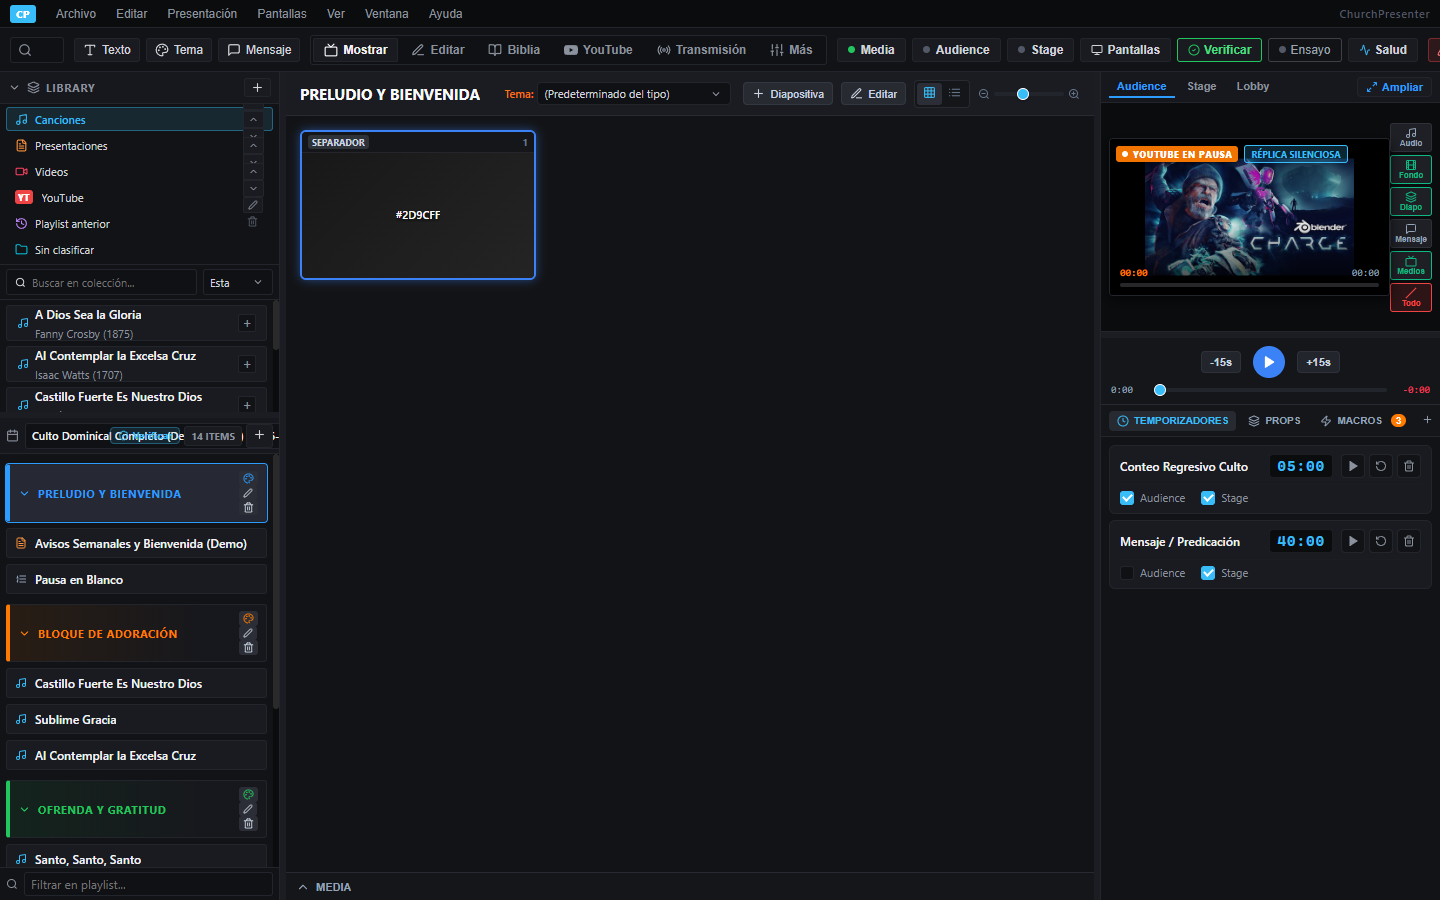 CP Archivo Editar Presentación Pantallas Ver Ventana Ayuda ChurchPresenter
Texto Tema Mensaje Mostrar Editar Biblia YouTube Transmisión Más Media Audience Stage Pantallas Verificar Ensayo Salud
LIBRARY
Canciones
Presentaciones
Videos
YT YouTube
Playlist anterior
Sin clasificar
Buscar en colección... Esta
A Dios Sea la Gloria
Fanny Crosby (1875)
Al Contemplar la Excelsa Cruz
Isaac Watts (1707)
Castillo Fuerte Es Nuestro Dios
Culto Dominical Completo (De 14 ITEMS
PRELUDIO Y BIENVENIDA
Avisos Semanales y Bienvenida (Demo)
Pausa en Blanco
BLOQUE DE ADORACIÓN
Castillo Fuerte Es Nuestro Dios
Sublime Gracia
Al Contemplar la Excelsa Cruz
OFRENDA Y GRATITUD
Santo, Santo, Santo
Filtrar en playlist...
PRELUDIO Y BIENVENIDA Tema: (Predeterminado del tipo) Diapositiva Editar
SEPARADOR 1
#2D9CFF
MEDIA
Audience Stage Lobby Ampliar
YOUTUBE EN PAUSA RÉPLICA SILENCIOSA
blender
CHARGE
00:00 00:00
Audio
Fondo
Diapo
Mensaje
Medios
Todo
-15s +15s
0:00 -0:00
TEMPORIZADORES PROPS MACROS 3
Conteo Regresivo Culto 05:00
Audience Stage
Mensaje / Predicación 40:00
Audience Stage